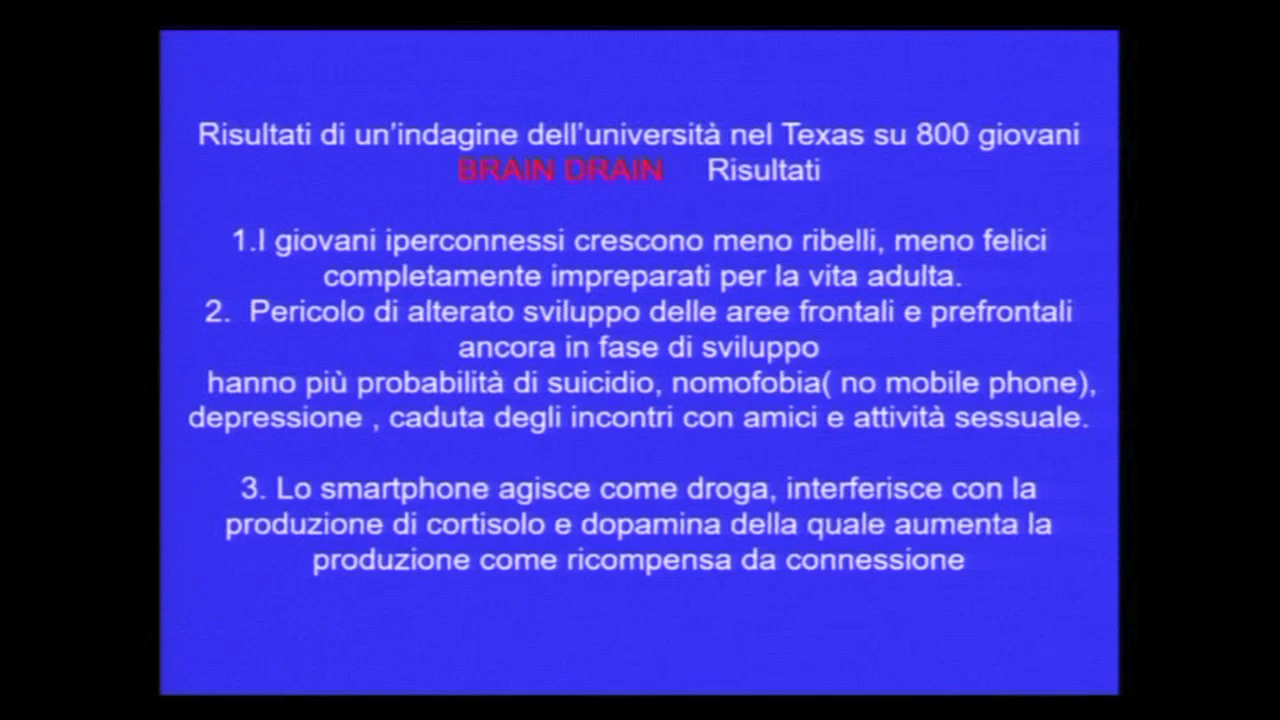 Risultati di un'indagine dell'università nel Texas su 800 giovani
BRAIN DRAIN Risultati
1.I giovani iperconnessi crescono meno ribelli, meno felici
completamente impreparati per la vita adulta.
2. Pericolo di alterato sviluppo delle aree frontali e prefrontali
ancora in fase di sviluppo
hanno più probabilità di suicidio, nomofobia( no mobile phone),
depressione , caduta degli incontri con amici e attività sessuale.
3. Lo smartphone agisce come droga, interferisce con la
produzione di cortisolo e dopamina della quale aumenta la
produzione come ricompensa da connessione